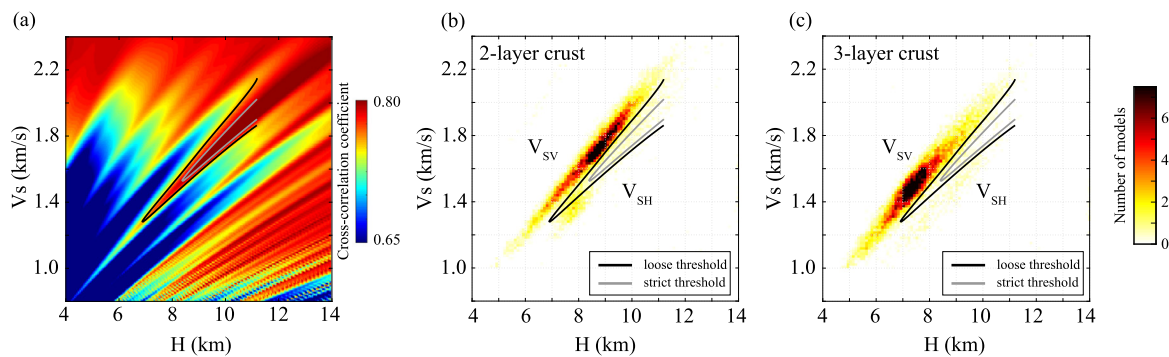 (a)
2.2
1.8
1.4
1.0
Vs (km/s)
4 6 8 10 12 14
H (km)
0.80
0.65
Cross-correlation coefficient
(b)
2-layer crust
2.2
1.8
1.4
1.0
Vs (km/s)
V_SV
V_SH
loose threshold
strict threshold
4 6 8 10 12 14
H (km)
(c)
3-layer crust
2.2
1.8
1.4
1.0
Vs (km/s)
V_SV
V_SH
loose threshold
strict threshold
4 6 8 10 12 14
H (km)
6
4
2
0
Number of models